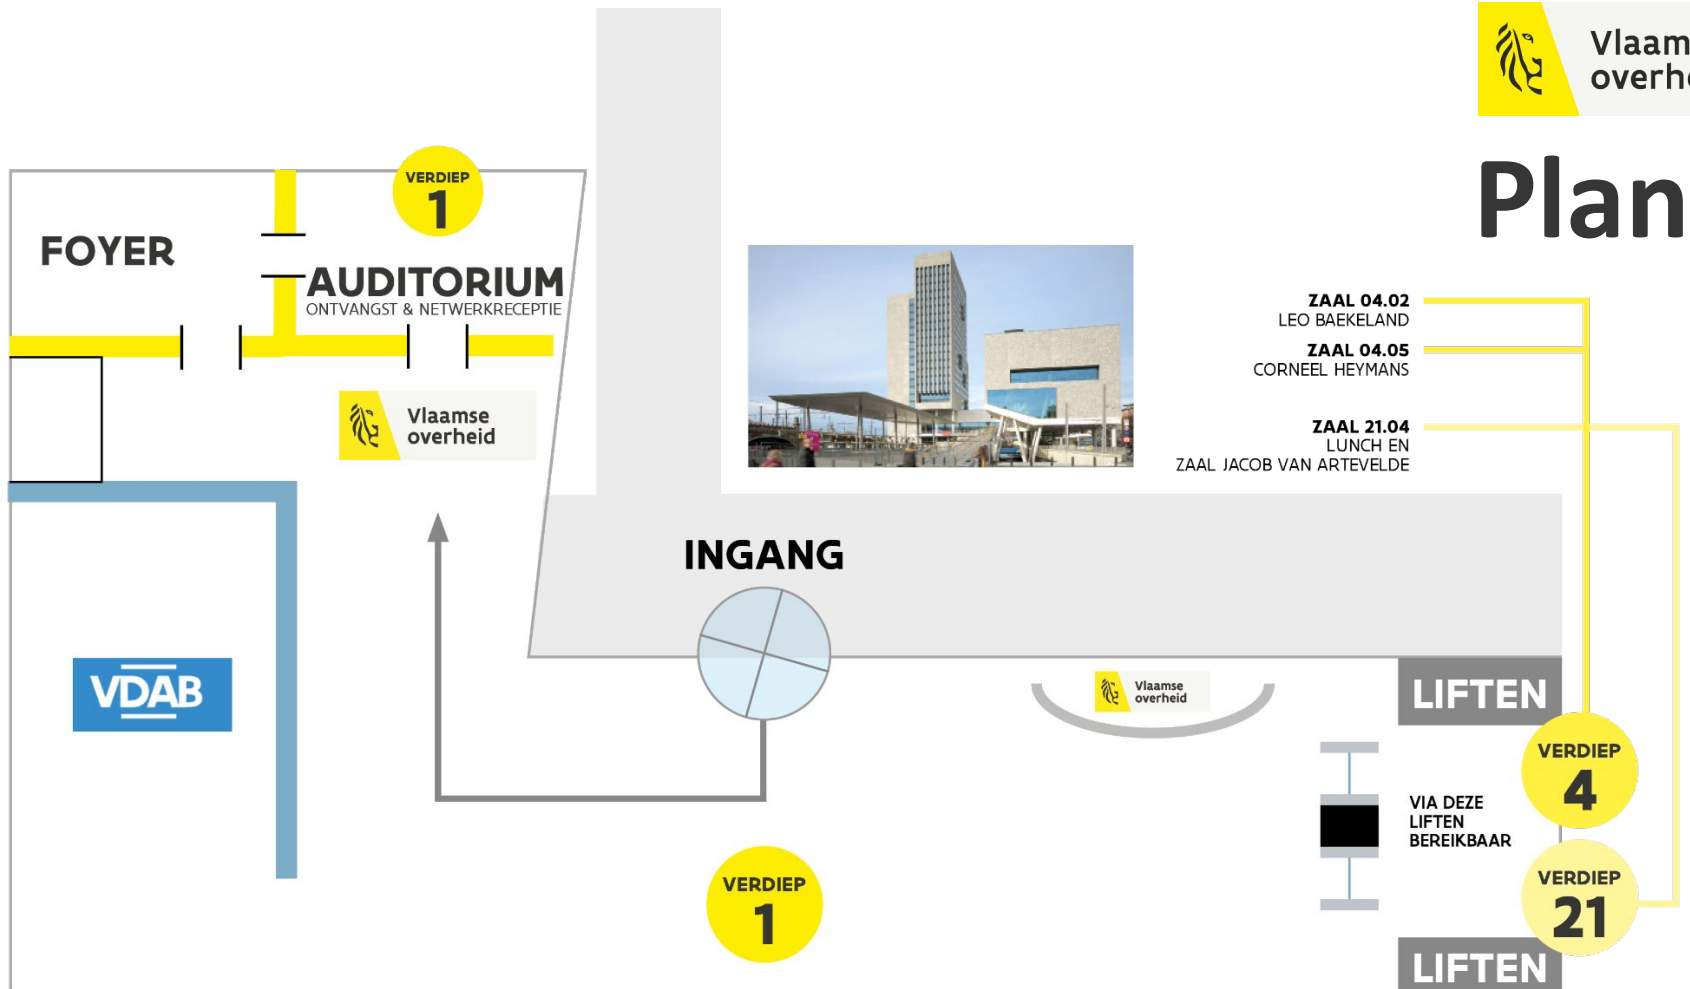 Vlaam
overhe
Plan
VERDIEP
1
FOYER
AUDITORIUM
ONTVANGST & NETWERKRECEPTIE
ZAAL 04.02
LEO BAEKELAND
ZAAL 04.05
CORNEEL HEYMANS
ZAAL 21.04
LUNCH EN
ZAAL JACOB VAN ARTEVELDE
Vlaamse
overheid
INGANG
VDAB
Vlaamse
overheid
LIFTEN
VERDIEP
4
VIA DEZE
LIFTEN
BEREIKBAAR
VERDIEP
1
VERDIEP
21
LIFTEN